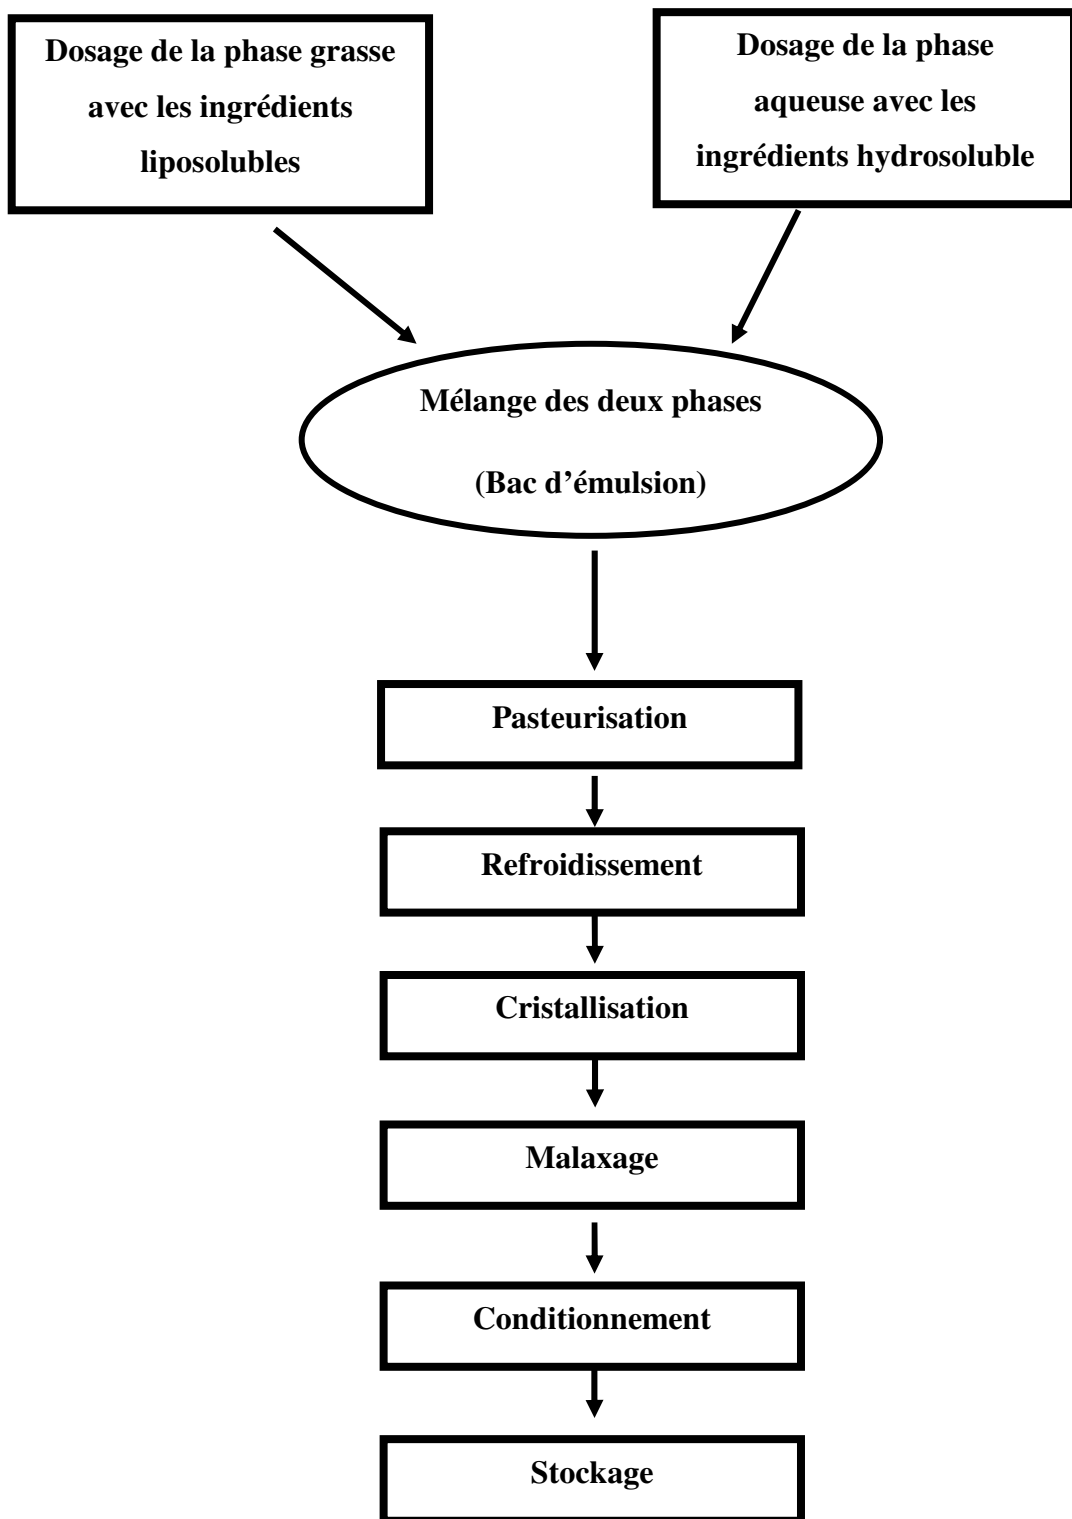 Dosage de la phase grasse
avec les ingrédients
liposolubles
Dosage de la phase
aqueuse avec les
ingrédients hydrosoluble
Mélange des deux phases
(Bac d’émulsion)
Pasteurisation
Refroidissement
Cristallisation
Malaxage
Conditionnement
Stockage